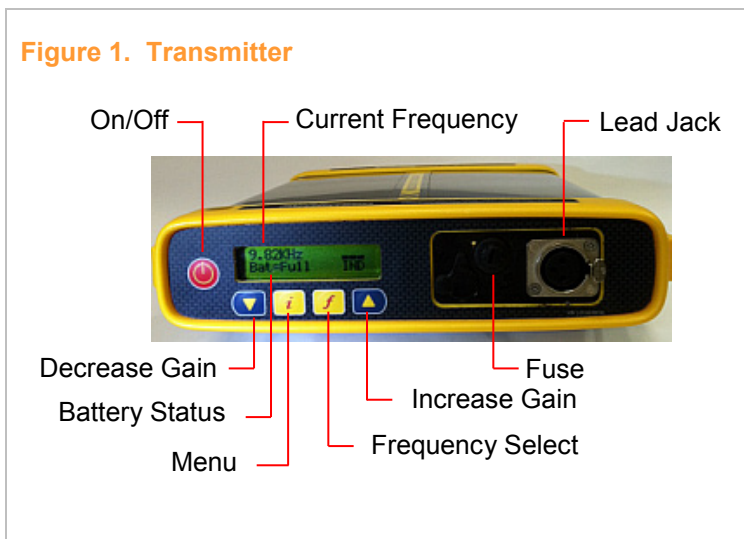 Figure 1. Transmitter
On/Off
Current Frequency
Lead Jack
9.82KHz
Bat=Full IND
i
f
Decrease Gain
Fuse
Increase Gain
Battery Status
Frequency Select
Menu